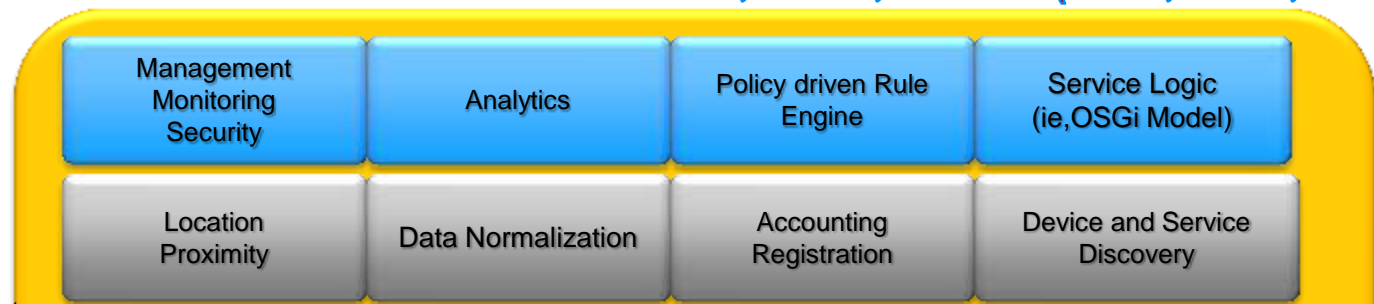 Management
Monitoring
Security
Analytics
Policy driven Rule
Engine
Service Logic
(ie,OSGi Model)
Location
Proximity
Data Normalization
Accounting
Registration
Device and Service
Discovery